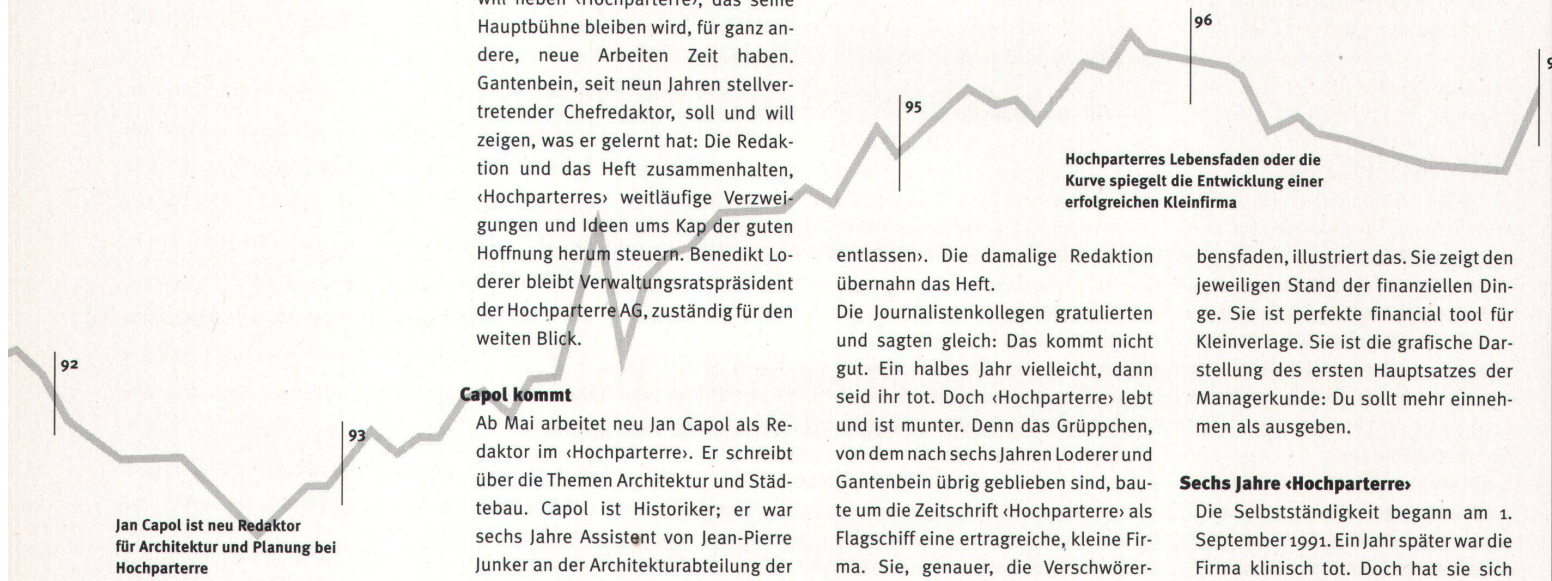 will neben ‹Hochparterre›, das seine
Hauptbühne bleiben wird, für ganz an-
dere, neue Arbeiten Zeit haben.
Gantenbein, seit neun Jahren stellver-
tretender Chefredaktor, soll und will
zeigen, was er gelernt hat: Die Redak-
tion und das Heft zusammenhalten,
‹Hochparterres› weitläufige Verzwei-
gungen und Ideen ums Kap der guten
Hoffnung herum steuern. Benedikt Lo-
derer bleibt Verwaltungsratspräsident
der Hochparterre AG, zuständig für den
weiten Blick.
Capol kommt
Ab Mai arbeitet neu Jan Capol als Re-
daktor im ‹Hochparterre›. Er schreibt
über die Themen Architektur und Städ-
tebau. Capol ist Historiker; er war
sechs Jahre Assistent von Jean-Pierre
Junker an der Architekturabteilung der
92
93
Jan Capol ist neu Redaktor
für Architektur und Planung bei
Hochparterre
95
96
Hochparterres Lebensfaden oder die
Kurve spiegelt die Entwicklung einer
erfolgreichen Kleinfirma
entlassen›. Die damalige Redaktion
übernahn das Heft.
Die Journalistenkollegen gratulierten
und sagten gleich: Das kommt nicht
gut. Ein halbes Jahr vielleicht, dann
seid ihr tot. Doch ‹Hochparterre› lebt
und ist munter. Denn das Grüppchen,
von dem nach sechs Jahren Loderer und
Gantenbein übrig geblieben sind, bau-
te um die Zeitschrift ‹Hochparterre› als
Flagschiff eine ertragreiche, kleine Fir-
ma. Sie, genauer, die Verschwörer-
bensfaden, illustriert das. Sie zeigt den
jeweiligen Stand der finanziellen Din-
ge. Sie ist perfekte financial tool für
Kleinverlage. Sie ist die grafische Dar-
stellung des ersten Hauptsatzes der
Managerkunde: Du sollt mehr einneh-
men als ausgeben.
Sechs Jahre ‹Hochparterre›
Die Selbstständigkeit begann am 1.
September 1991. Ein Jahr später war die
Firma klinisch tot. Doch hat sie sich